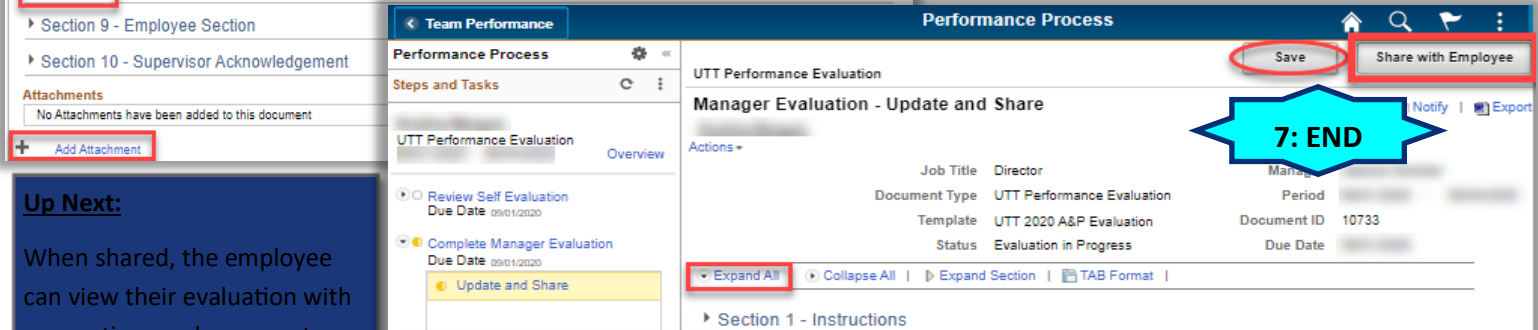 Section 9 - Employee Section
Section 10 - Supervisor Acknowledgement
Attachments
No Attachments have been added to this document
Add Attachment
Up Next:
When shared, the employee
can view their evaluation with
Team Performance
Performance Process
Performance Process
Steps and Tasks
UTT Performance Evaluation
Overview
Review Self Evaluation
Due Date 09/01/2020
Complete Manager Evaluation
Due Date 09/01/2020
Update and Share
Save
Share with Employee
UTT Performance Evaluation
Manager Evaluation - Update and Share
Notify | Export
7: END
Actions
Job Title Director
Document Type UTT Performance Evaluation Period
Template UTT 2020 A&P Evaluation Document ID 10733
Status Evaluation in Progress Due Date
Expand All | Collapse All | Expand Section | TAB Format |
Section 1 - Instructions